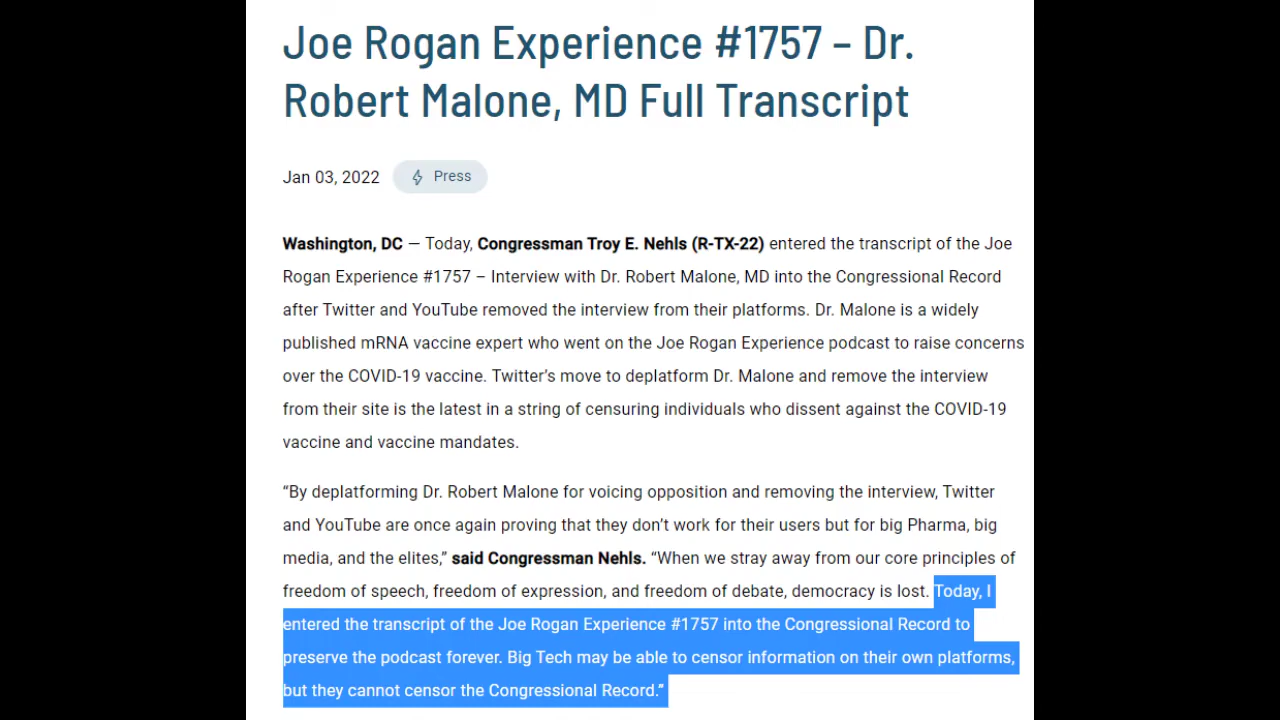 Joe Rogan Experience #1757 – Dr.
Robert Malone, MD Full Transcript
Jan 03, 2022 Press
Washington, DC — Today, Congressman Troy E. Nehls (R-TX-22) entered the transcript of the Joe
Rogan Experience #1757 – Interview with Dr. Robert Malone, MD into the Congressional Record
after Twitter and YouTube removed the interview from their platforms. Dr. Malone is a widely
published mRNA vaccine expert who went on the Joe Rogan Experience podcast to raise concerns
over the COVID-19 vaccine. Twitter’s move to deplatform Dr. Malone and remove the interview
from their site is the latest in a string of censuring individuals who dissent against the COVID-19
vaccine and vaccine mandates.
“By deplatforming Dr. Robert Malone for voicing opposition and removing the interview, Twitter
and YouTube are once again proving that they don’t work for their users but for big Pharma, big
media, and the elites,” said Congressman Nehls. “When we stray away from our core principles of
freedom of speech, freedom of expression, and freedom of debate, democracy is lost. Today, I
entered the transcript of the Joe Rogan Experience #1757 into the Congressional Record to
preserve the podcast forever. Big Tech may be able to censor information on their own platforms,
but they cannot censor the Congressional Record.”